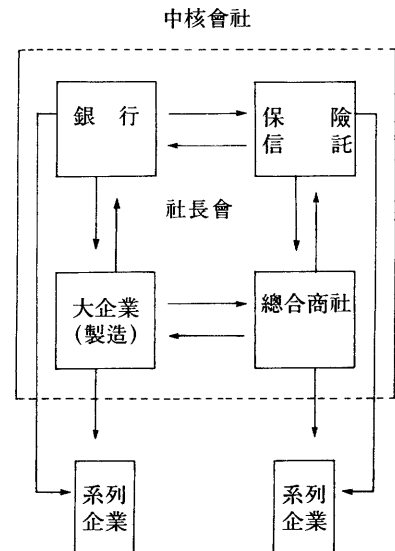 中核會社
銀 行
保 險
信 託
社長會
大企業
(製造)
總合商社
系列
企業
系列
企業